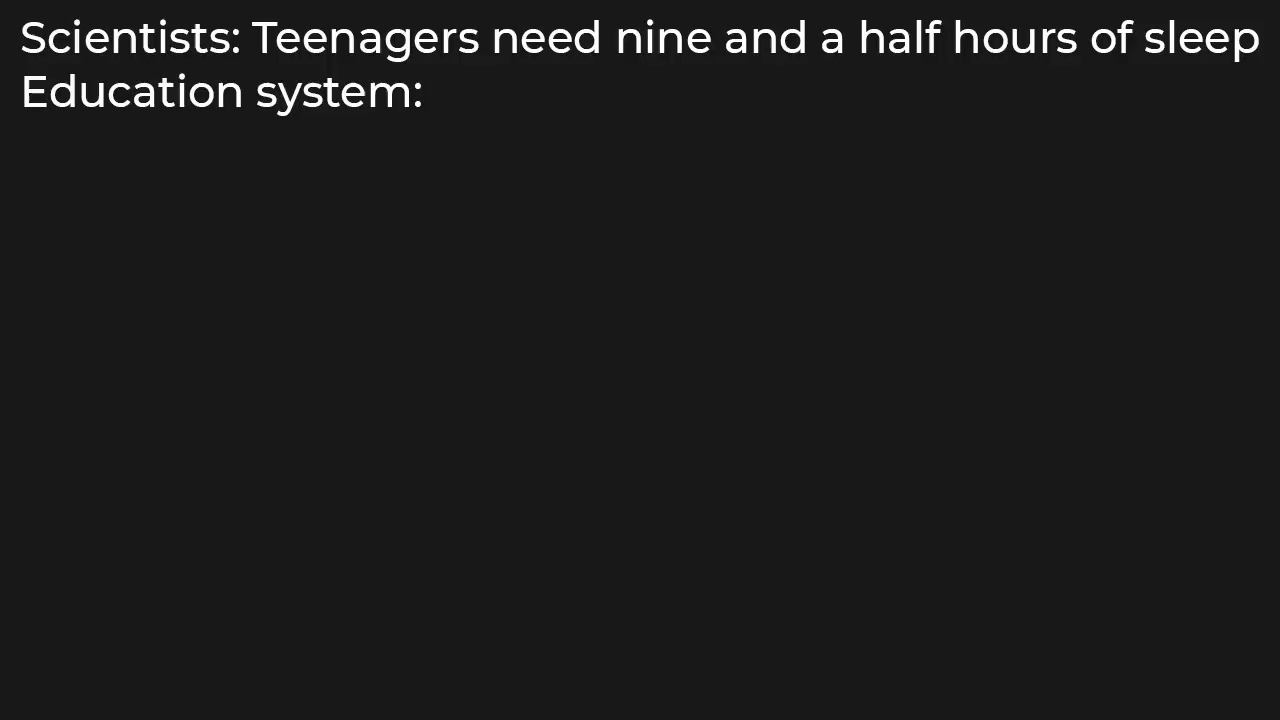 Scientists: Teenagers need nine and a half hours of sleep
Education system: